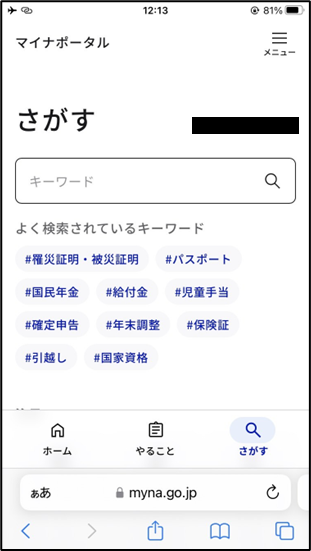 12:13
81%
マイナポータル
メニュー
さがす
キーワード
よく検索されているキーワード
#罹災証明・被災証明 #パスポート
#国民年金 #給付金 #児童手当
#確定申告 #年末調整 #保険証
#引越し #国家資格
ホーム やること さがす
ぁあ myna.go.jp